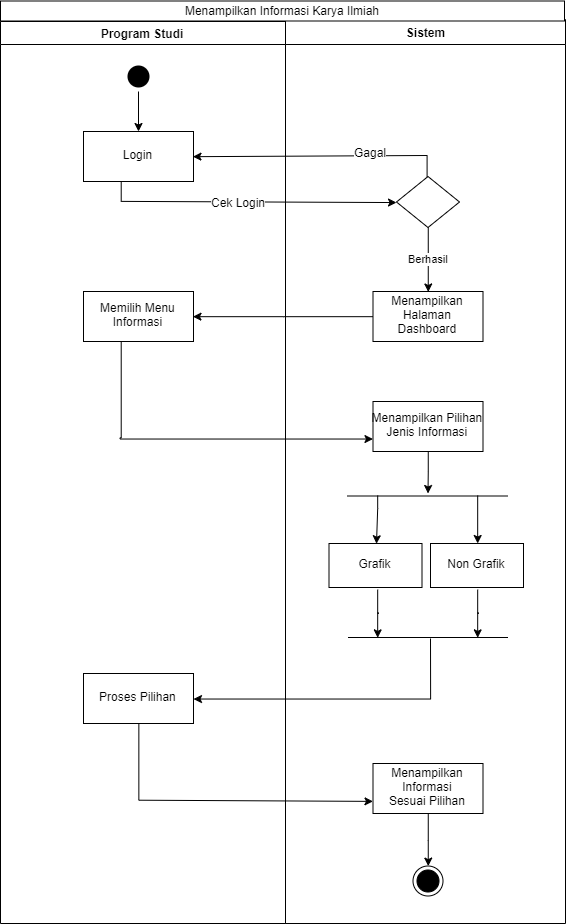 Menampilkan Informasi Karya Ilmiah
Program Studi
Sistem
Login
Gagal
Cek Login
Berhasil
Memilih Menu
Informasi
Menampilkan
Halaman
Dashboard
Menampilkan Pilihan
Jenis Informasi
Grafik
Non Grafik
Proses Pilihan
Menampilkan
Informasi
Sesuai Pilihan